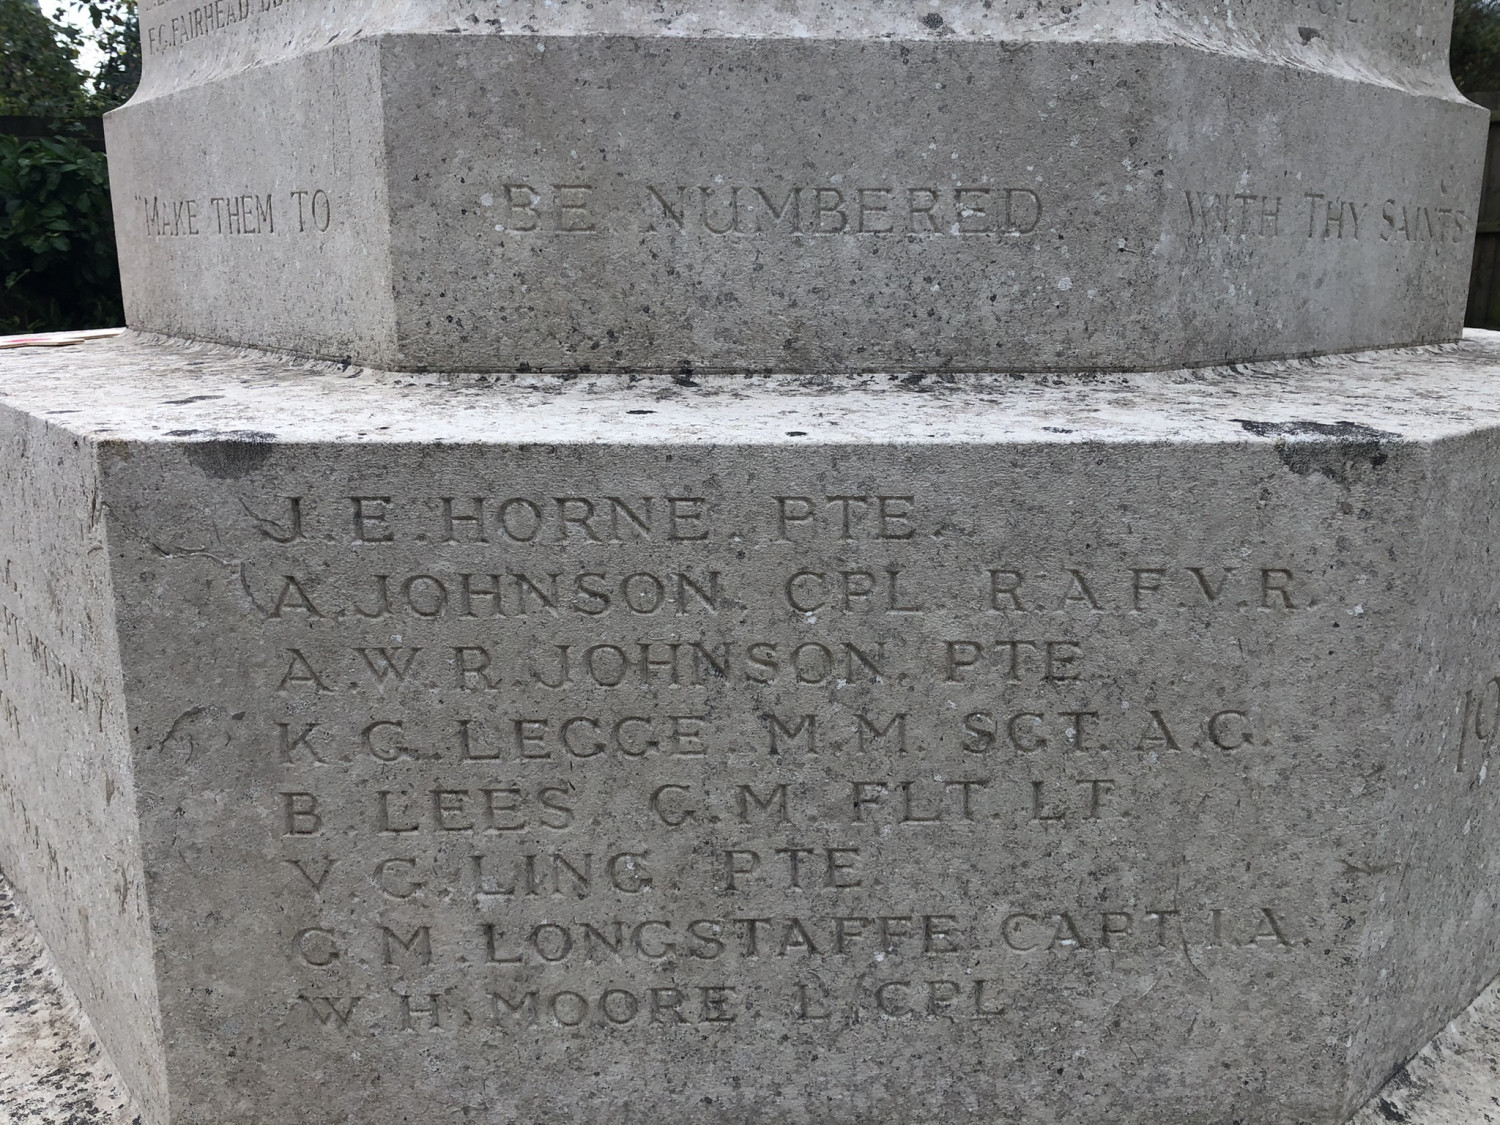 F.C. FAIRHEAD
CPL.
"MAKE THEM TO BE NUMBERED WITH THY SAINTS
J. E. HORNE. PTE.
A. JOHNSON. CPL. R.A.F.V.R.
A. W. R. JOHNSON. PTE.
K. G. LEGGE. M.M. SGT. A.G.
B. LEES. G.M. FLT. LT.
V. G. LING. PTE.
G. M. LONGSTAFFE. CAPT. I.A.
W. H. MOORE. L/CPL